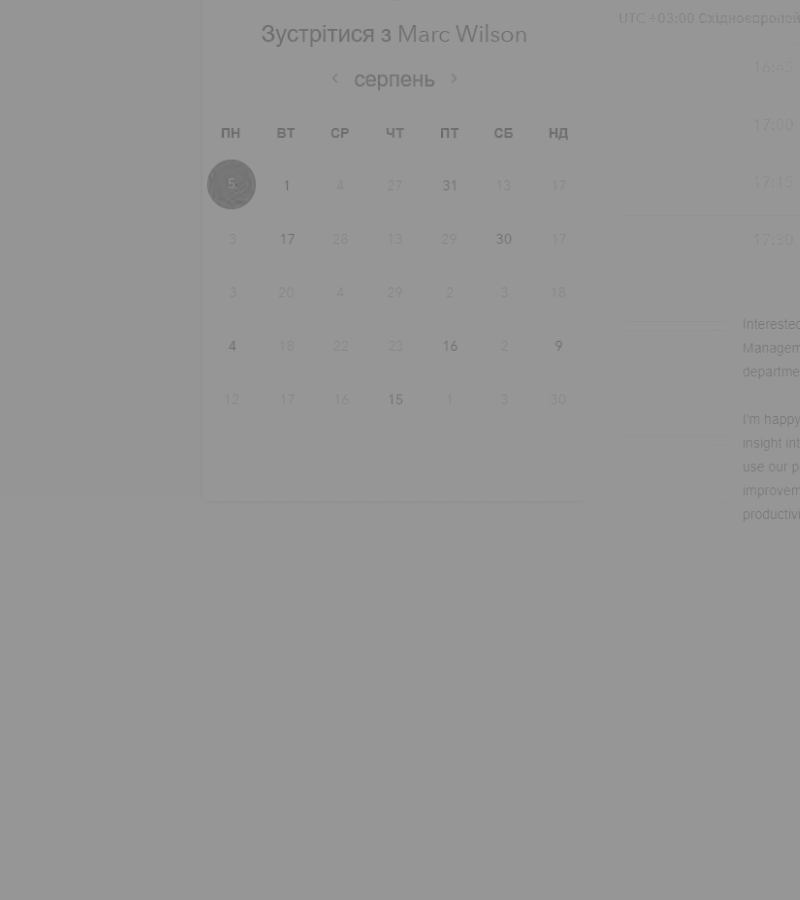 Зустрітися з Marc Wilson
серпень
ПН ВТ СР ЧТ ПТ СБ НД
5 1 4 27 31 13 17
3 17 28 13 29 30 17
3 20 4 29 2 3 18
4 18 22 23 16 2 9
12 17 16 15 1 3 30
UTC +03:00
16:45
17:00
17:15
17:30
Interested
Managem
departme
I'm happy
insight int
use our p
improvem
productivi